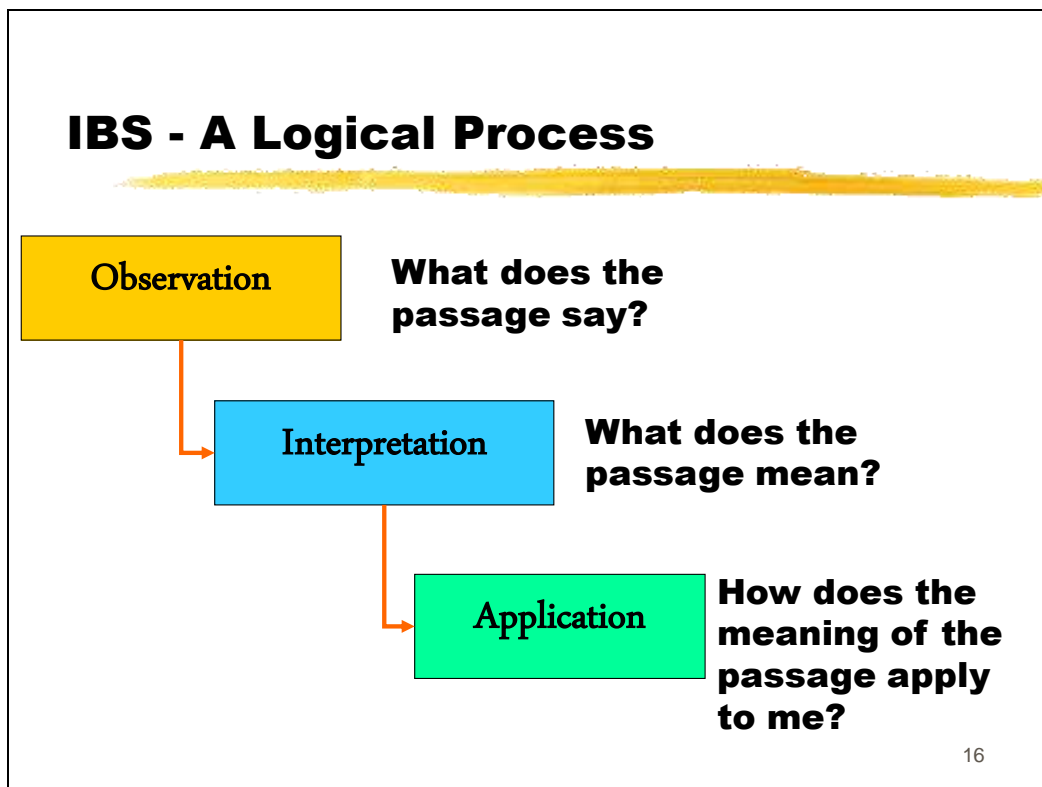 IBS - A Logical Process
Observation
What does the
passage say?
Interpretation
What does the
passage mean?
Application
How does the
meaning of the
passage apply
to me?
16